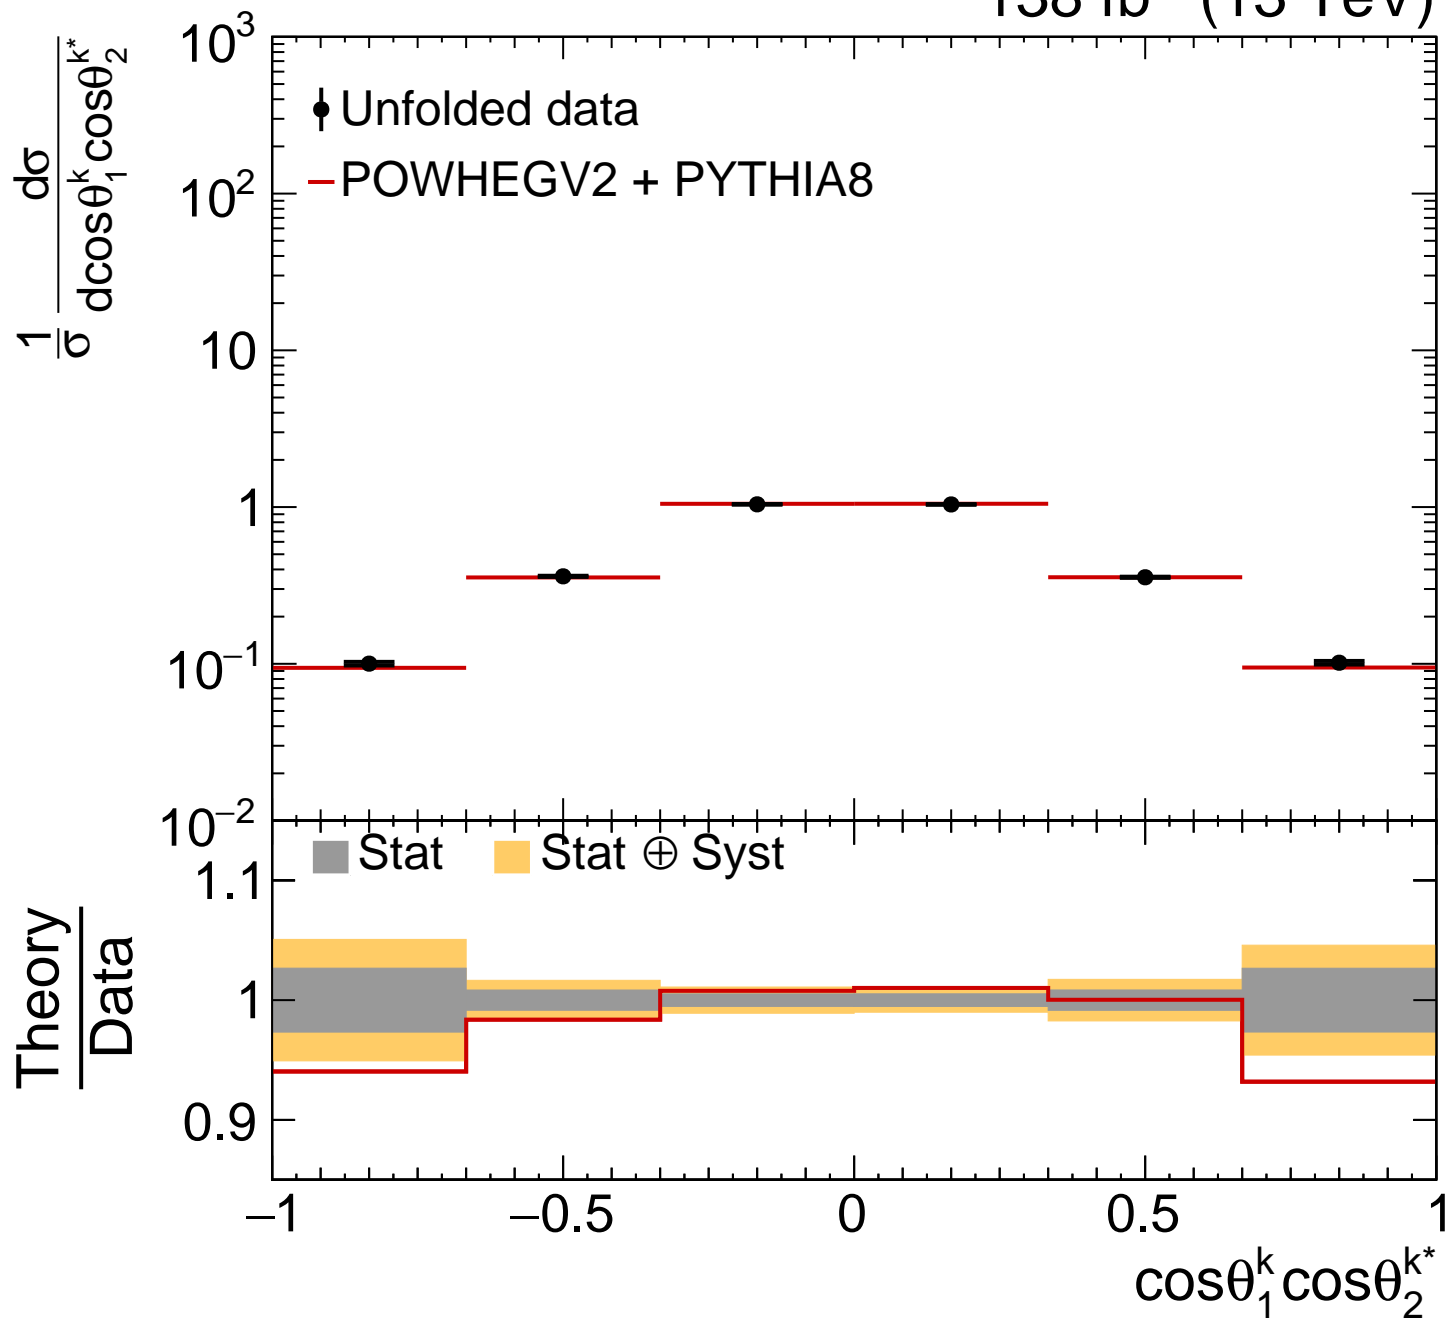 138 fb (13 TeV)
1/σ dσ/dcosθ₁ᵏcosθ₂ᵏ*
10³
10²
10
1
10⁻¹
10⁻²
Unfolded data
POWHEGV2 + PYTHIA8
Stat
Stat ⊕ Syst
Theory
Data
1.1
1
0.9
−1
−0.5
0
0.5
1
cosθ₁ᵏcosθ₂ᵏ*